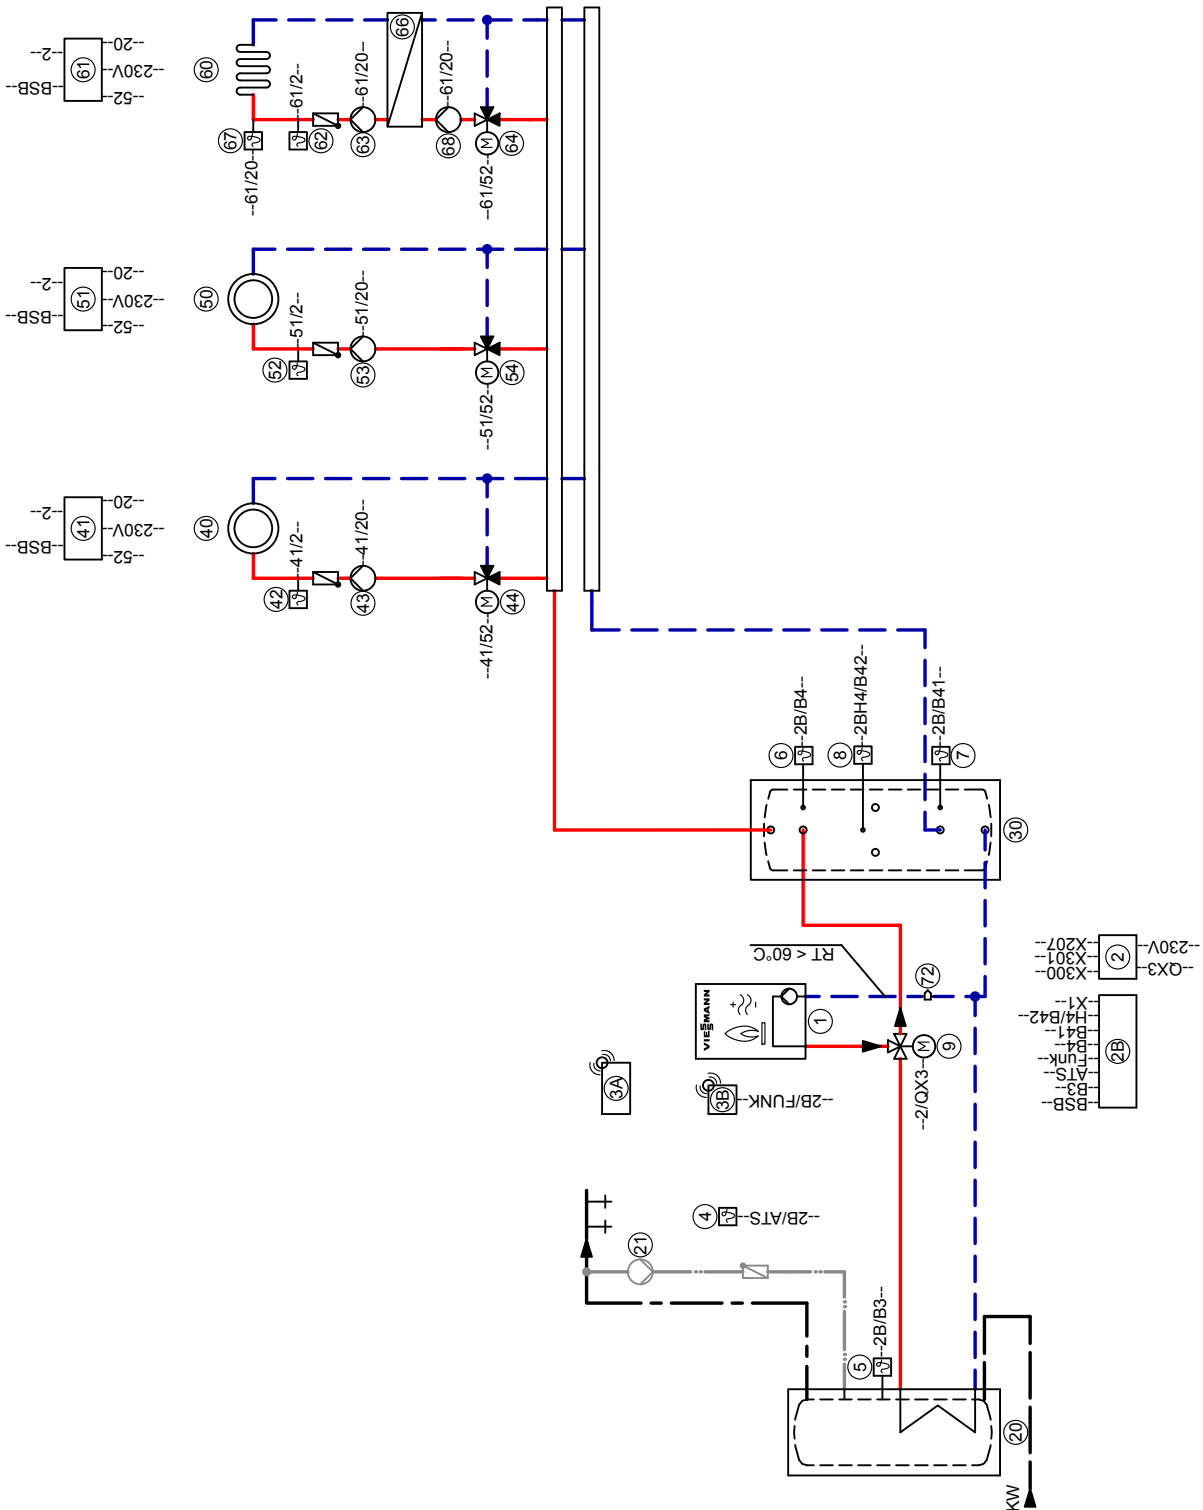 --20--
--2--
61
--230V--
BSB--
--52--
60
66
--61/20--
--61/20--
--61/2--
67
62
63
68
64
M
--61/20--
--61/52--
--20--
--2--
51
--230V--
BSB--
--52--
50
--51/2--
--51/20--
52
53
54
M
--51/52--
--20--
--2--
41
--230V--
BSB--
--52--
40
--41/2--
--41/20--
42
43
44
M
--41/52--
--2B/B4--
--2BH4/B42--
--2B/B41--
6
8
7
30
RT < 60°C
VIESMANN
1
72
9
M
--2/QX3--
3A
3B
--2B/FUNK--
2
--X207--
--X301--
--X300--
--230V--
--QX3--
2B
--X1--
--H4/B42--
--B41--
--B4--
--Funk--
--ATS--
--B3--
--BSB--
4
--2B/ATS--
21
5
--2B/B3--
20
KW